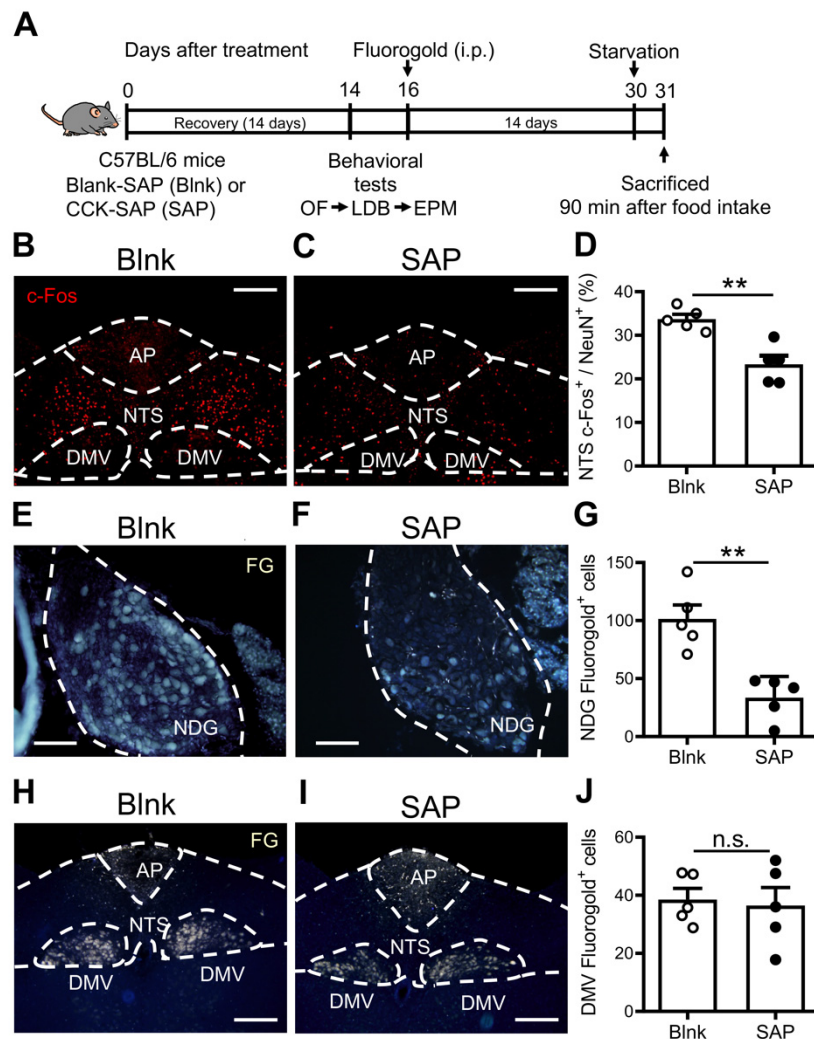 A
Days after treatment
Fluorogold (i.p.)
Starvation
0
14
16
30
31
Recovery (14 days)
14 days
C57BL/6 mice
Blank-SAP (Blnk) or
CCK-SAP (SAP)
Behavioral
tests
OF LDB EPM
Sacrificed
90 min after food intake
B
Blnk
c-Fos
AP
NTS
DMV
DMV
C
SAP
AP
NTS
DMV
DMV
D
NTS c-Fos+ / NeuN+ (%)
40
30
20
10
0
**
Blnk
SAP
E
Blnk
FG
NDG
F
SAP
NDG
G
NDG Fluorogold+ cells
150
100
50
0
**
Blnk
SAP
H
Blnk
FG
AP
NTS
DMV
DMV
I
SAP
AP
NTS
DMV
DMV
J
DMV Fluorogold+ cells
60
40
20
0
n.s.
Blnk
SAP